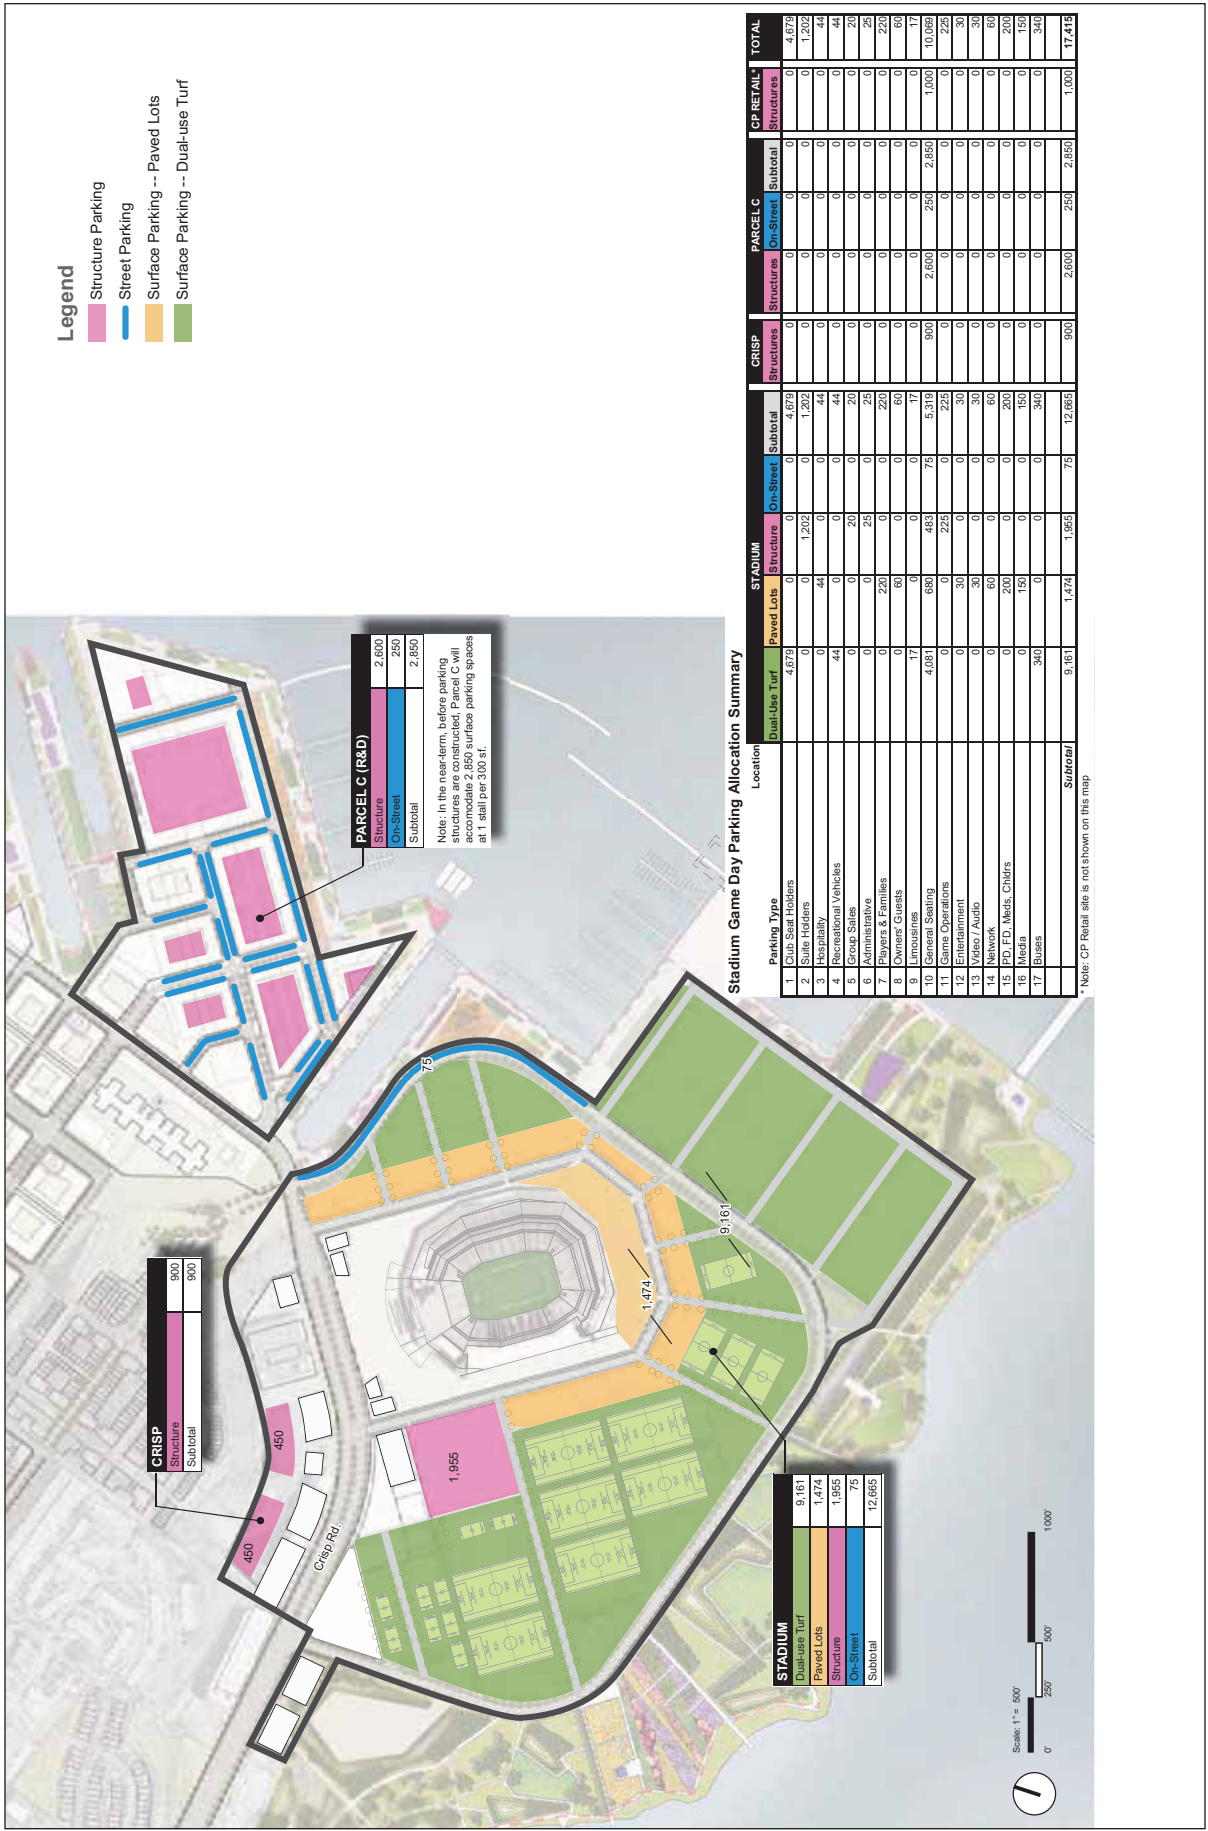 Legend
Structure Parking
Street Parking
Surface Parking -- Paved Lots
Surface Parking -- Dual-use Turf
CRISP
Structure 900
Subtotal 900
450
450
Crisp Rd.
1,955
75
1,474
9,161
PARCEL C (R&D)
Structure 2,600
On-Street 250
Subtotal 2,850
Note: In the near-term, before parking
structures are constructed, Parcel C will
accomodate 2,850 surface parking spaces
at 1 stall per 300 sf.
STADIUM
Dual-use Turf 9,161
Paved Lots 1,474
Structure 1,955
On-Street 75
Subtotal 12,665
Scale: 1" = 500'
0' 250' 500' 1000'
Stadium Game Day Parking Allocation Summary
Location STADIUM CRISP PARCEL C CP RETAIL* TOTAL
Parking Type Dual-Use Turf Paved Lots Structure On-Street Subtotal Structures Structures On-Street Subtotal Structures
1 Club Seat Holders 4,679 0 0 0 4,679 0 0 0 0 0 4,679
2 Suite Holders 0 0 1,202 0 1,202 0 0 0 0 0 1,202
3 Hospitality 0 44 0 0 44 0 0 0 0 0 44
4 Recreational Vehicles 44 0 0 0 44 0 0 0 0 0 44
5 Group Sales 0 0 20 0 20 0 0 0 0 0 20
6 Administrative 0 0 25 0 25 0 0 0 0 0 25
7 Players & Families 0 220 0 0 220 0 0 0 0 0 220
8 Owners' Guests 0 60 0 0 60 0 0 0 0 0 60
9 Limousines 17 0 0 0 17 0 0 0 0 0 17
10 General Seating 4,081 680 483 75 5,319 900 2,600 250 2,850 1,000 10,069
11 Game Operations 0 0 225 0 225 0 0 0 0 0 225
12 Entertainment 0 30 0 0 30 0 0 0 0 0 30
13 Video / Audio 0 30 0 0 30 0 0 0 0 0 30
14 Network 0 60 0 0 60 0 0 0 0 0 60
15 PD, FD, Meds, Chldrs 0 200 0 0 200 0 0 0 0 0 200
16 Media 0 150 0 0 150 0 0 0 0 0 150
17 Buses 340 0 0 0 340 0 0 0 0 0 340
Subtotal 9,161 1,474 1,955 75 12,665 900 2,600 250 2,850 1,000 17,415
* Note: CP Retail site is not shown on this map